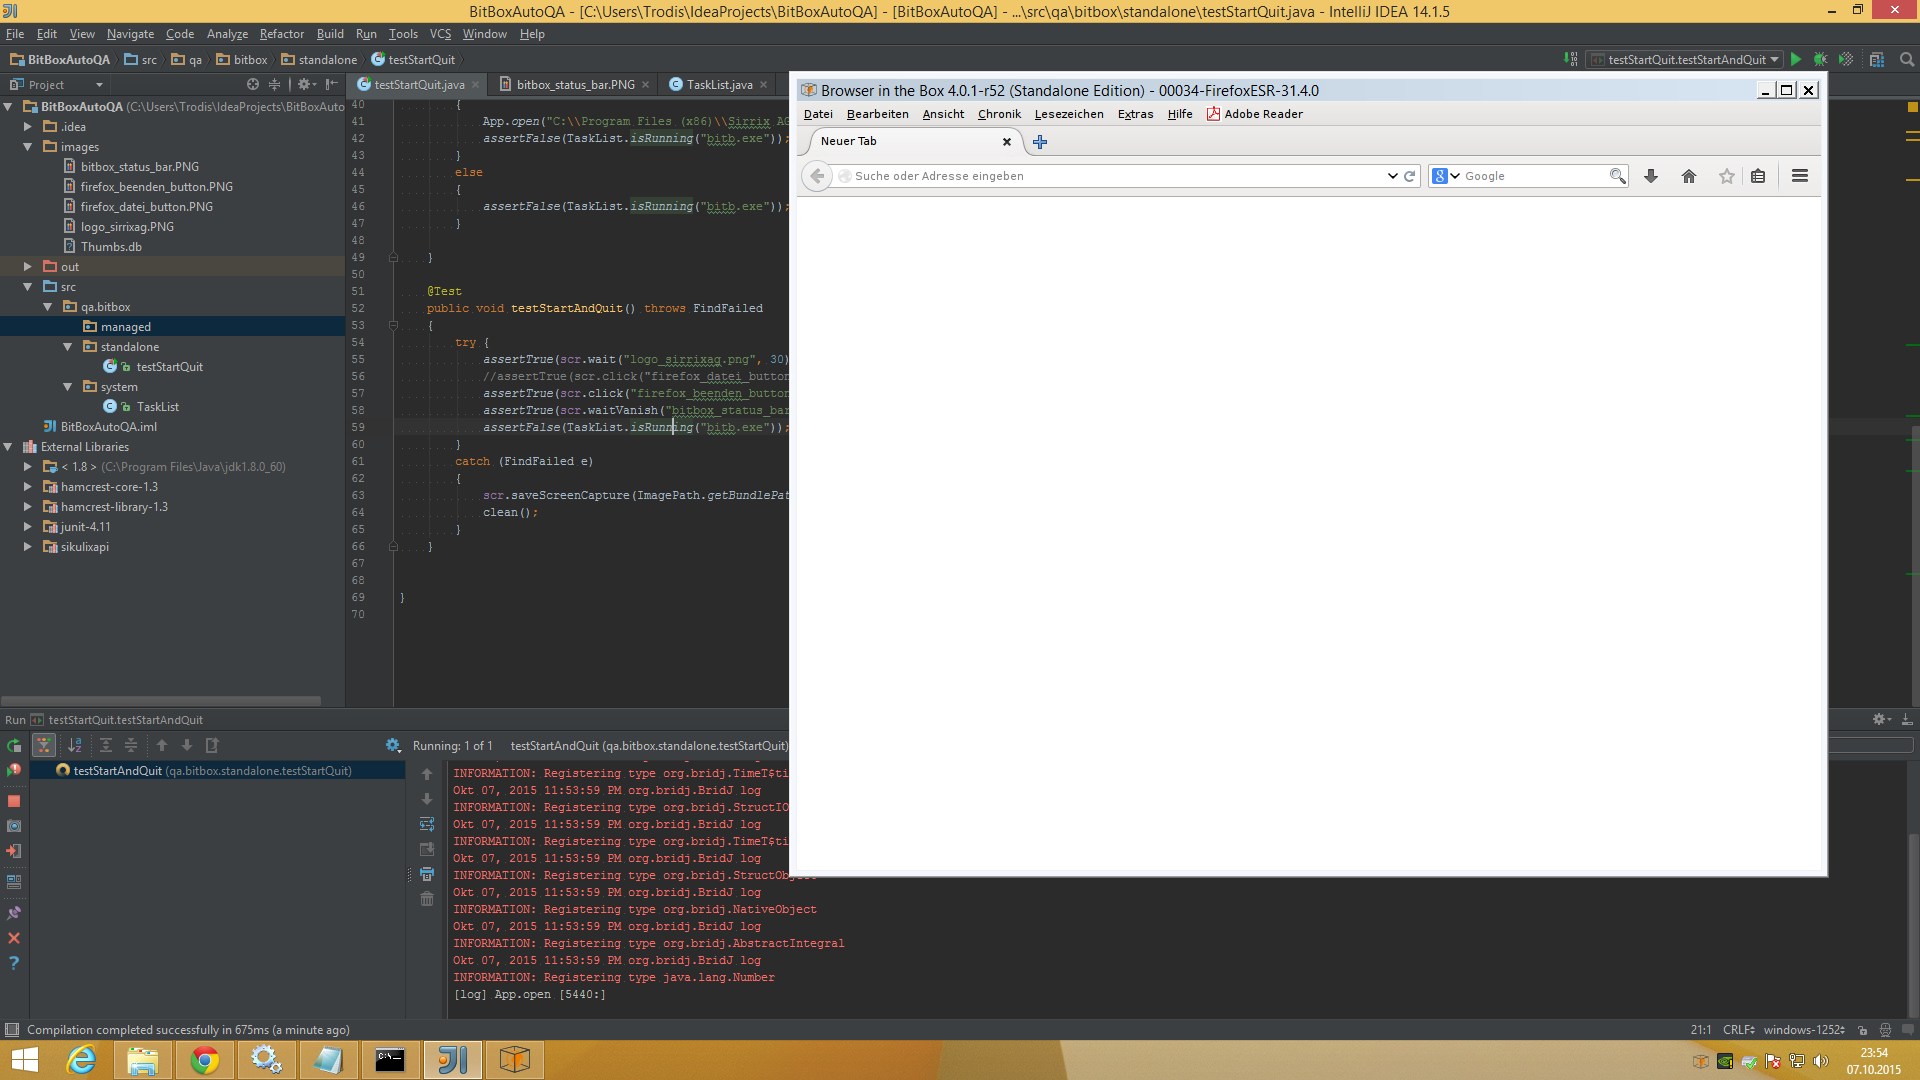 BitBoxAutoQA - [C:\Users\Trodis\IdeaProjects\BitBoxAutoQA] - [BitBoxAutoQA] - ...\src\qa\bitbox\standalone\testStartQuit.java - IntelliJ IDEA 14.1.5
File Edit View Navigate Code Analyze Refactor Build Run Tools VCS Window Help
BitBoxAutoQA src qa bitbox standalone testStartQuit
testStartQuit.testStartAndQuit
Project
testStartQuit.java bitbox_status_bar.PNG TaskList.java
BitBoxAutoQA (C:\Users\Trodis\IdeaProjects\BitBoxAuto
.idea
images
bitbox_status_bar.PNG
firefox_beenden_button.PNG
firefox_datei_button.PNG
logo_sirrixag.PNG
Thumbs.db
out
src
qa.bitbox
managed
standalone
testStartQuit
system
TaskList
BitBoxAutoQA.iml
External Libraries
< 1.8 > (C:\Program Files\Java\jdk1.8.0_60)
hamcrest-core-1.3
hamcrest-library-1.3
junit-4.11
sikulixapi
40 {
41 App.open("C:\\Program Files (x86)\\Sirrix AG
42 assertFalse(TaskList.isRunning("bitb.exe"));
43 }
44 else
45 {
46 assertFalse(TaskList.isRunning("bitb.exe"));
47 }
48
49 }
50
51 @Test
52 public void testStartAndQuit() throws FindFailed
53 {
54 try {
55 assertTrue(scr.wait("logo_sirrixag.png", 30)
56 //assertTrue(scr.click("firefox_datei_button
57 assertTrue(scr.click("firefox_beenden_button
58 assertTrue(scr.waitVanish("bitbox_status_bar
59 assertFalse(TaskList.isRunning("bitb.exe"));
60 }
61 catch (FindFailed e)
62 {
63 scr.saveScreenCapture(ImagePath.getBundlePat
64 clean();
65 }
66 }
67
68
69 }
70
Browser in the Box 4.0.1-r52 (Standalone Edition) - 00034-FirefoxESR-31.4.0
Datei Bearbeiten Ansicht Chronik Lesezeichen Extras Hilfe Adobe Reader
Neuer Tab
Suche oder Adresse eingeben
Google
Run testStartQuit.testStartAndQuit
Running: 1 of 1 testStartAndQuit (qa.bitbox.standalone.testStartQuit)
testStartAndQuit (qa.bitbox.standalone.testStartQuit)
INFORMATION: Registering type org.bridj.TimeT$ti
Okt 07, 2015 11:53:59 PM org.bridj.BridJ log
INFORMATION: Registering type org.bridj.StructIO
Okt 07, 2015 11:53:59 PM org.bridj.BridJ log
INFORMATION: Registering type org.bridj.TimeT$ti
Okt 07, 2015 11:53:59 PM org.bridj.BridJ log
INFORMATION: Registering type org.bridj.StructObject
Okt 07, 2015 11:53:59 PM org.bridj.BridJ log
INFORMATION: Registering type org.bridj.NativeObject
Okt 07, 2015 11:53:59 PM org.bridj.BridJ log
INFORMATION: Registering type org.bridj.AbstractIntegral
Okt 07, 2015 11:53:59 PM org.bridj.BridJ log
INFORMATION: Registering type java.lang.Number
[log] App.open [5440:]
Compilation completed successfully in 675ms (a minute ago)
21:1 CRLF windows-1252
23:54
07.10.2015